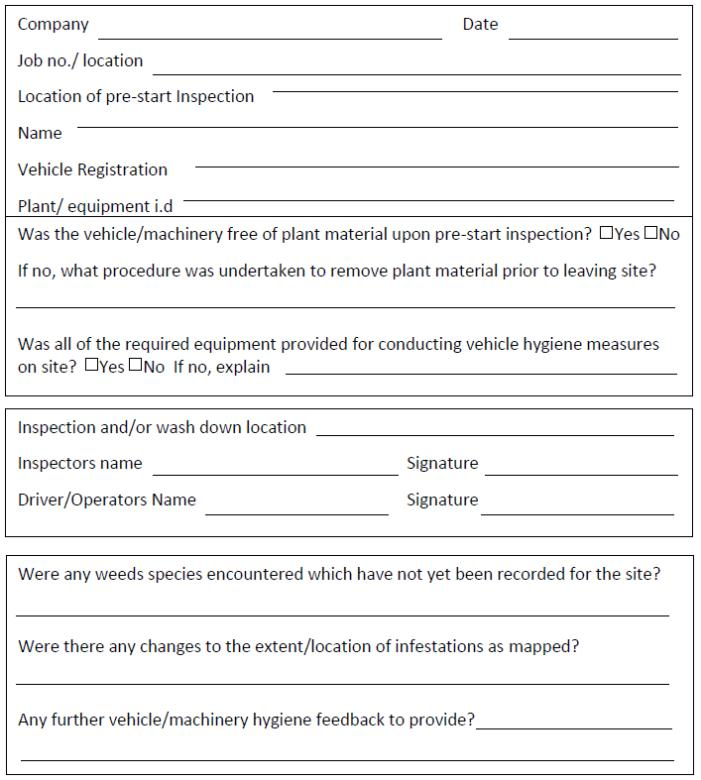 Company Date
Job no./ location
Location of pre-start Inspection
Name
Vehicle Registration
Plant/ equipment i.d
Was the vehicle/machinery free of plant material upon pre-start inspection? ☐Yes ☐No
If no, what procedure was undertaken to remove plant material prior to leaving site?
Was all of the required equipment provided for conducting vehicle hygiene measures
on site? ☐Yes ☐No If no, explain
Inspection and/or wash down location
Inspectors name Signature
Driver/Operators Name Signature
Were any weeds species encountered which have not yet been recorded for the site?
Were there any changes to the extent/location of infestations as mapped?
Any further vehicle/machinery hygiene feedback to provide?